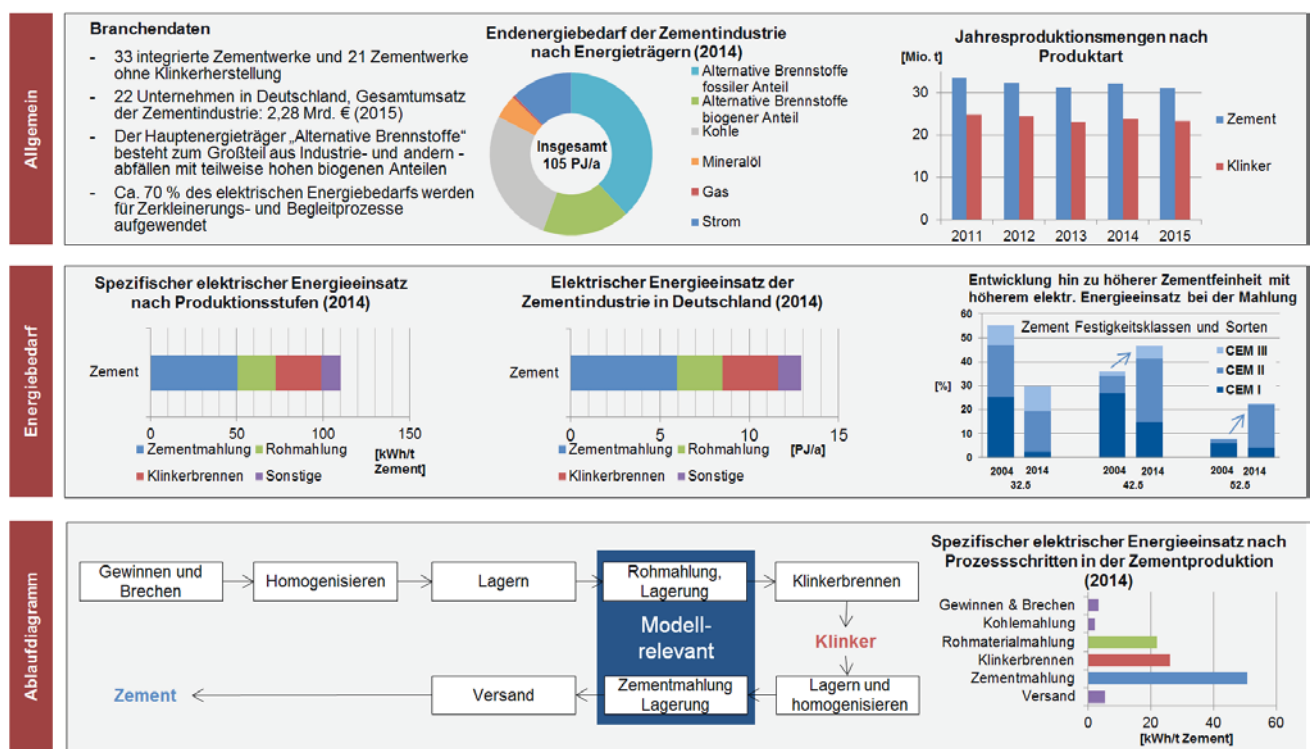 Allgemein
Branchendaten
- 33 integrierte Zementwerke und 21 Zementwerke
ohne Klinkerherstellung
- 22 Unternehmen in Deutschland, Gesamtumsatz
der Zementindustrie: 2,28 Mrd. € (2015)
- Der Hauptenergieträger „Alternative Brennstoffe“
besteht zum Großteil aus Industrie- und andern -
abfällen mit teilweise hohen biogenen Anteilen
- Ca. 70 % des elektrischen Energiebedarfs werden
für Zerkleinerungs- und Begleitprozesse
aufgewendet
Endenergiebedarf der Zementindustrie
nach Energieträgern (2014)
Insgesamt
105 PJ/a
Alternative Brennstoffe
fossiler Anteil
Alternative Brennstoffe
biogener Anteil
Kohle
Mineralöl
Gas
Strom
Jahresproduktionsmengen nach
Produktart
[Mio. t]
30
20
10
0
2011 2012 2013 2014 2015
Zement
Klinker
Energiebedarf
Spezifischer elektrischer Energieeinsatz
nach Produktionsstufen (2014)
Zement
0 50 100 150
[kWh/t
Zement]
Zementmahlung Rohmahlung
Klinkerbrennen Sonstige
Elektrischer Energieeinsatz der
Zementindustrie in Deutschland (2014)
Zement
0 5 10 15
[PJ/a]
Zementmahlung Rohmahlung
Klinkerbrennen Sonstige
Entwicklung hin zu höherer Zementfeinheit mit
höherem elektr. Energieeinsatz bei der Mahlung
Zement Festigkeitsklassen und Sorten
[%]
60
50
40
30
20
10
0
CEM III
CEM II
CEM I
2004 2014 2004 2014 2004 2014
32.5 42.5 52.5
Ablaufdiagramm
Gewinnen und
Brechen
Homogenisieren
Lagern
Rohmahlung,
Lagerung
Klinkerbrennen
Modell-
relevant
Klinker
Lagern und
homogenisieren
Zementmahlung
Lagerung
Versand
Zement
Spezifischer elektrischer Energieeinsatz nach
Prozessschritten in der Zementproduktion
(2014)
Gewinnen & Brechen
Kohlemahlung
Rohmaterialmahlung
Klinkerbrennen
Zementmahlung
Versand
0 20 40 60
[kWh/t Zement]